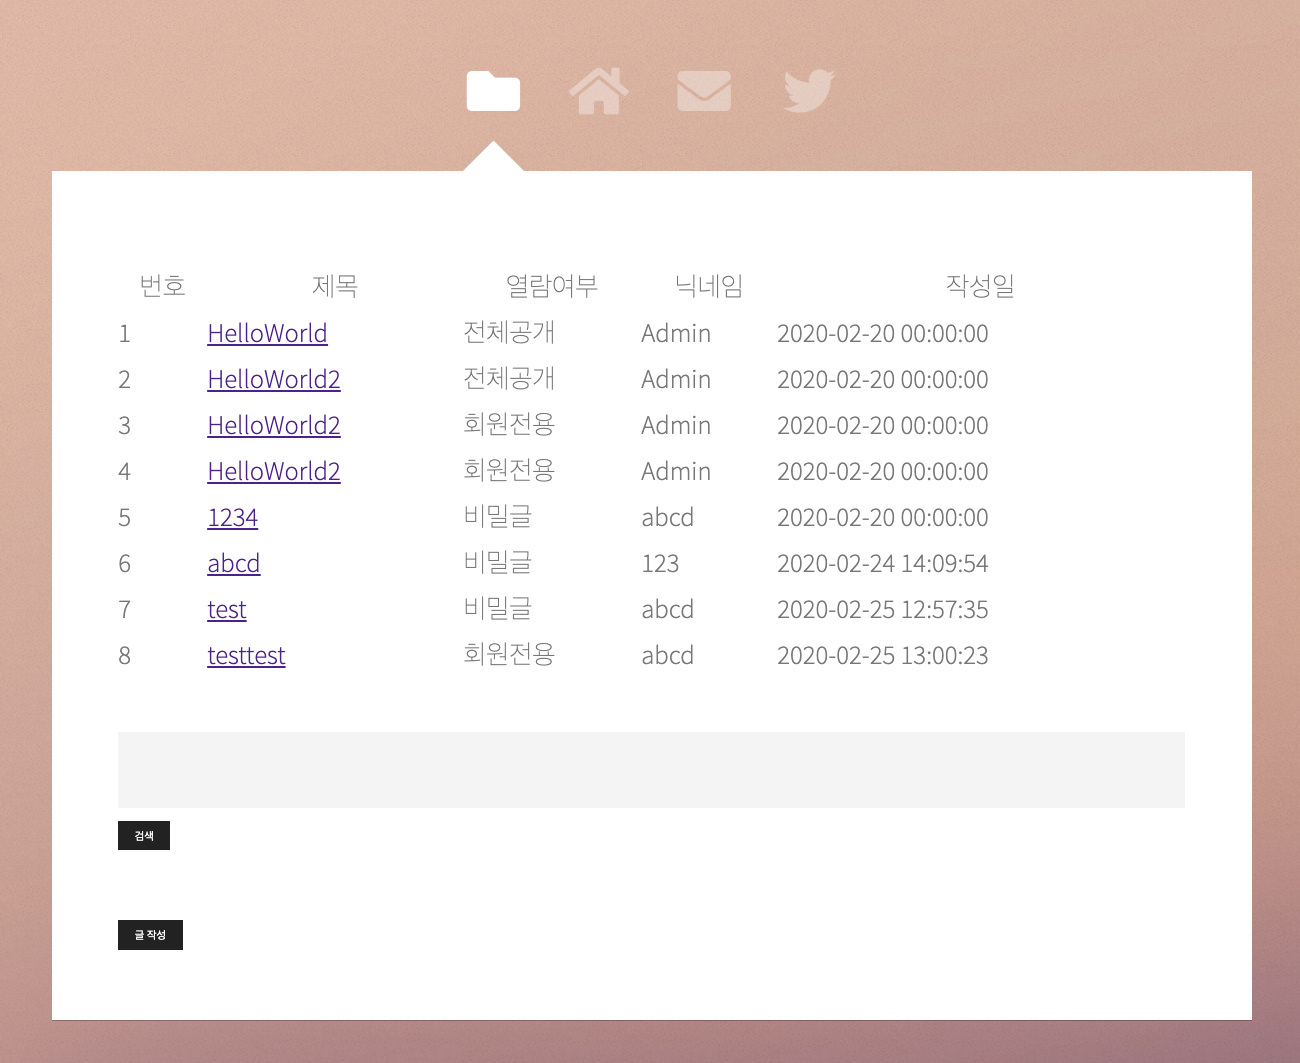 번호 제목 열람여부 닉네임 작성일
1 HelloWorld 전체공개 Admin 2020-02-20 00:00:00
2 HelloWorld2 전체공개 Admin 2020-02-20 00:00:00
3 HelloWorld2 회원전용 Admin 2020-02-20 00:00:00
4 HelloWorld2 회원전용 Admin 2020-02-20 00:00:00
5 1234 비밀글 abcd 2020-02-20 00:00:00
6 abcd 비밀글 123 2020-02-24 14:09:54
7 test 비밀글 abcd 2020-02-25 12:57:35
8 testtest 회원전용 abcd 2020-02-25 13:00:23
검색
글 작성